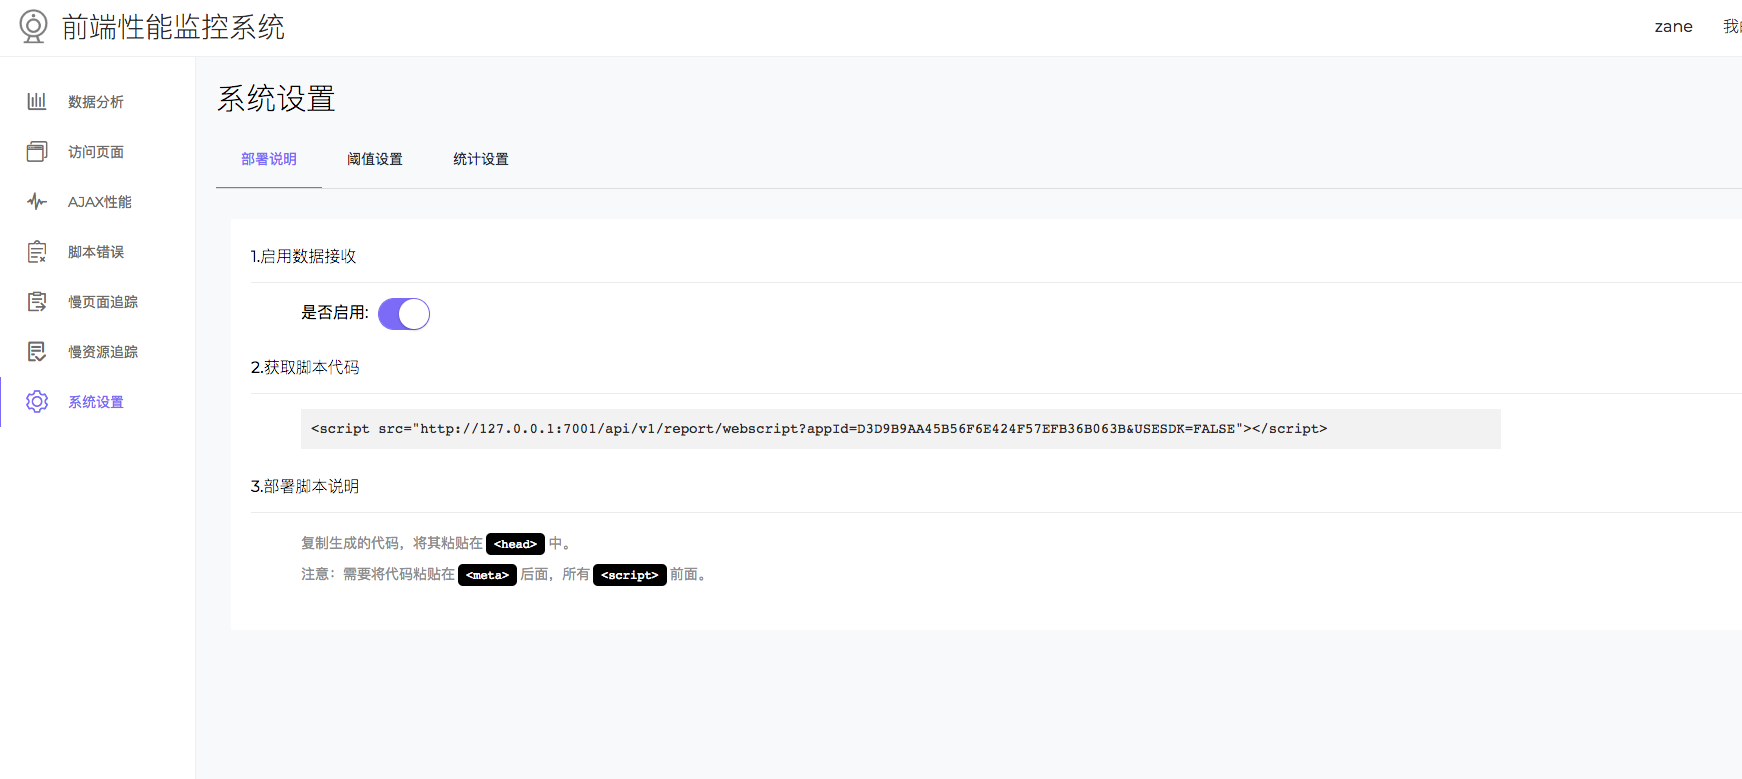 前端性能监控系统
zane
我的
数据分析
访问页面
AJAX性能
脚本错误
慢页面追踪
慢资源追踪
系统设置
系统设置
部署说明 阈值设置 统计设置
1.启用数据接收
是否启用:
2.获取脚本代码
<script src="http://127.0.0.1:7001/api/v1/report/webscript?appId=D3D9B9AA45B56F6E424F57EFB36B063B&USESDK=FALSE"></script>
3.部署脚本说明
复制生成的代码，将其粘贴在 <head> 中。
注意：需要将代码粘贴在 <meta> 后面，所有 <script> 前面。